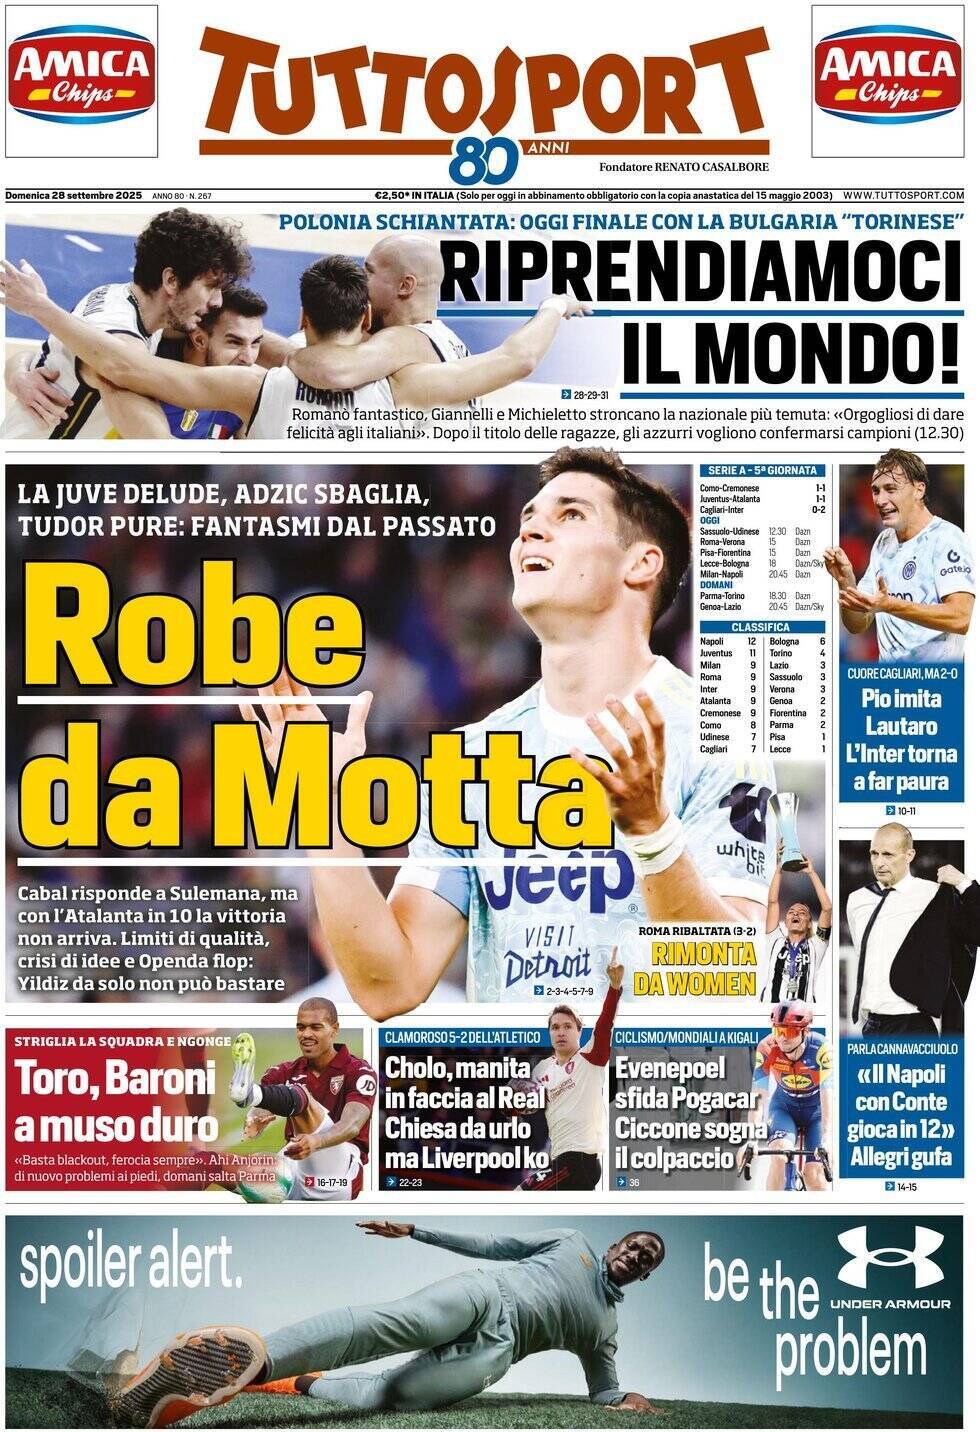 AMICA
Chips
TUTTOSPORT
80 ANNI
Fondatore RENATO CASALBORE
AMICA
Chips
Domenica 28 settembre 2025 ANNO 80 - N. 267 €2,50* IN ITALIA (Solo per oggi in abbinamento obbligatorio con la copia anastatica del 15 maggio 2003) WWW.TUTTOSPORT.COM
POLONIA SCHIANTATA: OGGI FINALE CON LA BULGARIA “TORINESE”
RIPRENDIAMOCI
IL MONDO!
28-29-31
Romanò fantastico, Giannelli e Michieletto stroncano la nazionale più temuta: «Orgogliosi di dare
felicità agli italiani». Dopo il titolo delle ragazze, gli azzurri vogliono confermarsi campioni (12.30)
LA JUVE DELUDE, ADZIC SBAGLIA,
TUDOR PURE: FANTASMI DAL PASSATO
Robe
da Motta
Cabal risponde a Sulemana, ma
con l’Atalanta in 10 la vittoria
non arriva. Limiti di qualità,
crisi di idee e Openda flop:
Yildiz da solo non può bastare
Jeep
VISIT
Detroit
white
bit
2-3-4-5-7-9
SERIE A - 5ª GIORNATA
Como-Cremonese 1-1
Juventus-Atalanta 1-1
Cagliari-Inter 0-2
OGGI
Sassuolo-Udinese 12.30 Dazn
Roma-Verona 15 Dazn
Pisa-Fiorentina 15 Dazn
Lecce-Bologna 18 Dazn/Sky
Milan-Napoli 20.45 Dazn
DOMANI
Parma-Torino 18.30 Dazn
Genoa-Lazio 20.45 Dazn/Sky
CLASSIFICA
Napoli 12 Bologna 6
Juventus 11 Torino 4
Milan 9 Lazio 3
Roma 9 Sassuolo 3
Inter 9 Verona 3
Atalanta 9 Genoa 2
Cremonese 9 Fiorentina 2
Como 8 Parma 2
Udinese 7 Pisa 1
Cagliari 7 Lecce 1
ROMA RIBALTATA (3-2)
RIMONTA
DA WOMEN
Jeep
Gate.io
CUORE CAGLIARI, MA 2-0
Pio imita
Lautaro
L’Inter torna
a far paura
10-11
PARLA CANNAVACCIUOLO
«Il Napoli
con Conte
gioca in 12»
Allegri gufa
14-15
STRIGLIA LA SQUADRA E NGONGE
Toro, Baroni
a muso duro
«Basta blackout, ferocia sempre». Ahi Anjorin:
di nuovo problemi ai piedi, domani salta Parma
16-17-19
CLAMOROSO 5-2 DELL’ATLETICO
Cholo, manita
in faccia al Real
Chiesa da urlo
ma Liverpool ko
22-23
CICLISMO/MONDIALI A KIGALI
Evenepoel
sfida Pogacar
Ciccone sogna
il colpaccio
36
spoiler alert.
be the
problem
UNDER ARMOUR